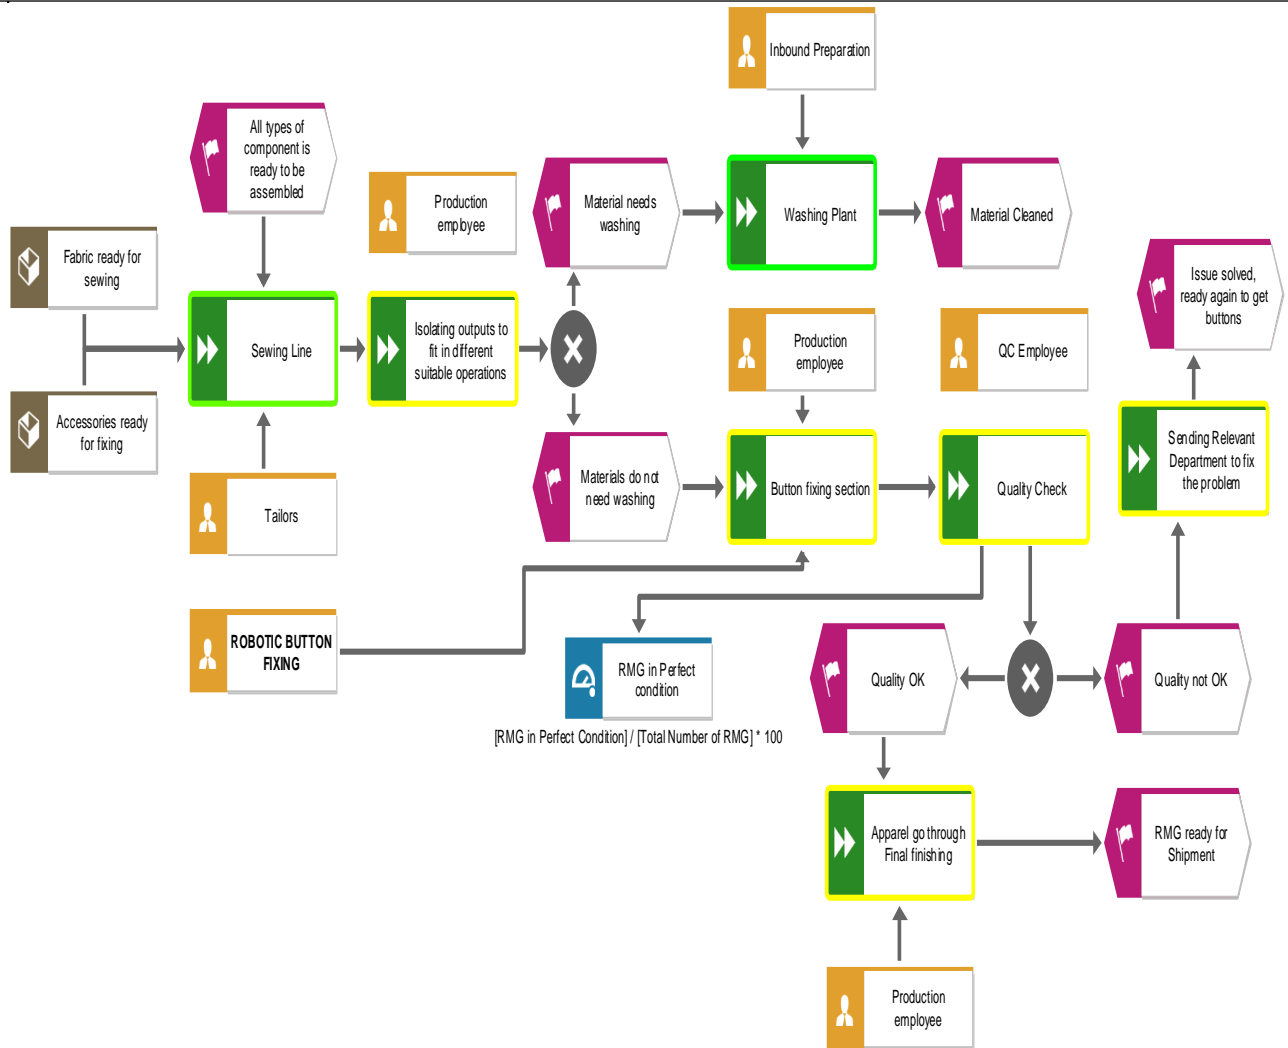 Inbound Preparation
All types of
component is
ready to be
assembled
Production
employee
Material needs
washing
Washing Plant
Material Cleaned
Fabric ready for
sewing
Issue solved,
ready again to get
buttons
Sewing Line
Isolating outputs to
fit in different
suitable operations
Production
employee
QC Employee
Accessories ready
for fixing
Sending Relevant
Department to fix
the problem
Materials do not
need washing
Button fixing section
Quality Check
Tailors
ROBOTIC BUTTON
FIXING
RMG in Perfect
condition
[RMG in Perfect Condition] / [Total Number of RMG] * 100
Quality OK
Quality not OK
Apparel go through
Final finishing
RMG ready for
Shipment
Production
employee